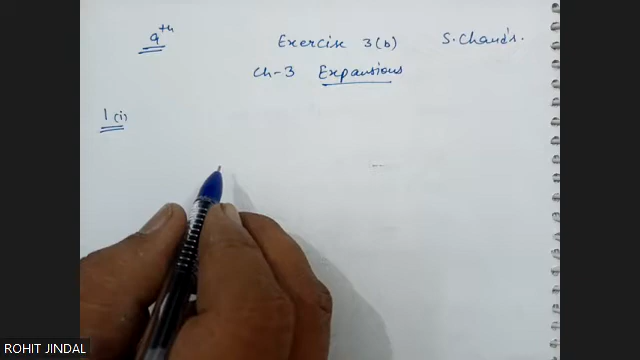 9th
Exercise 3(b) S.Chand's.
Ch-3 Expansions
1(i)
ROHIT JINDAL